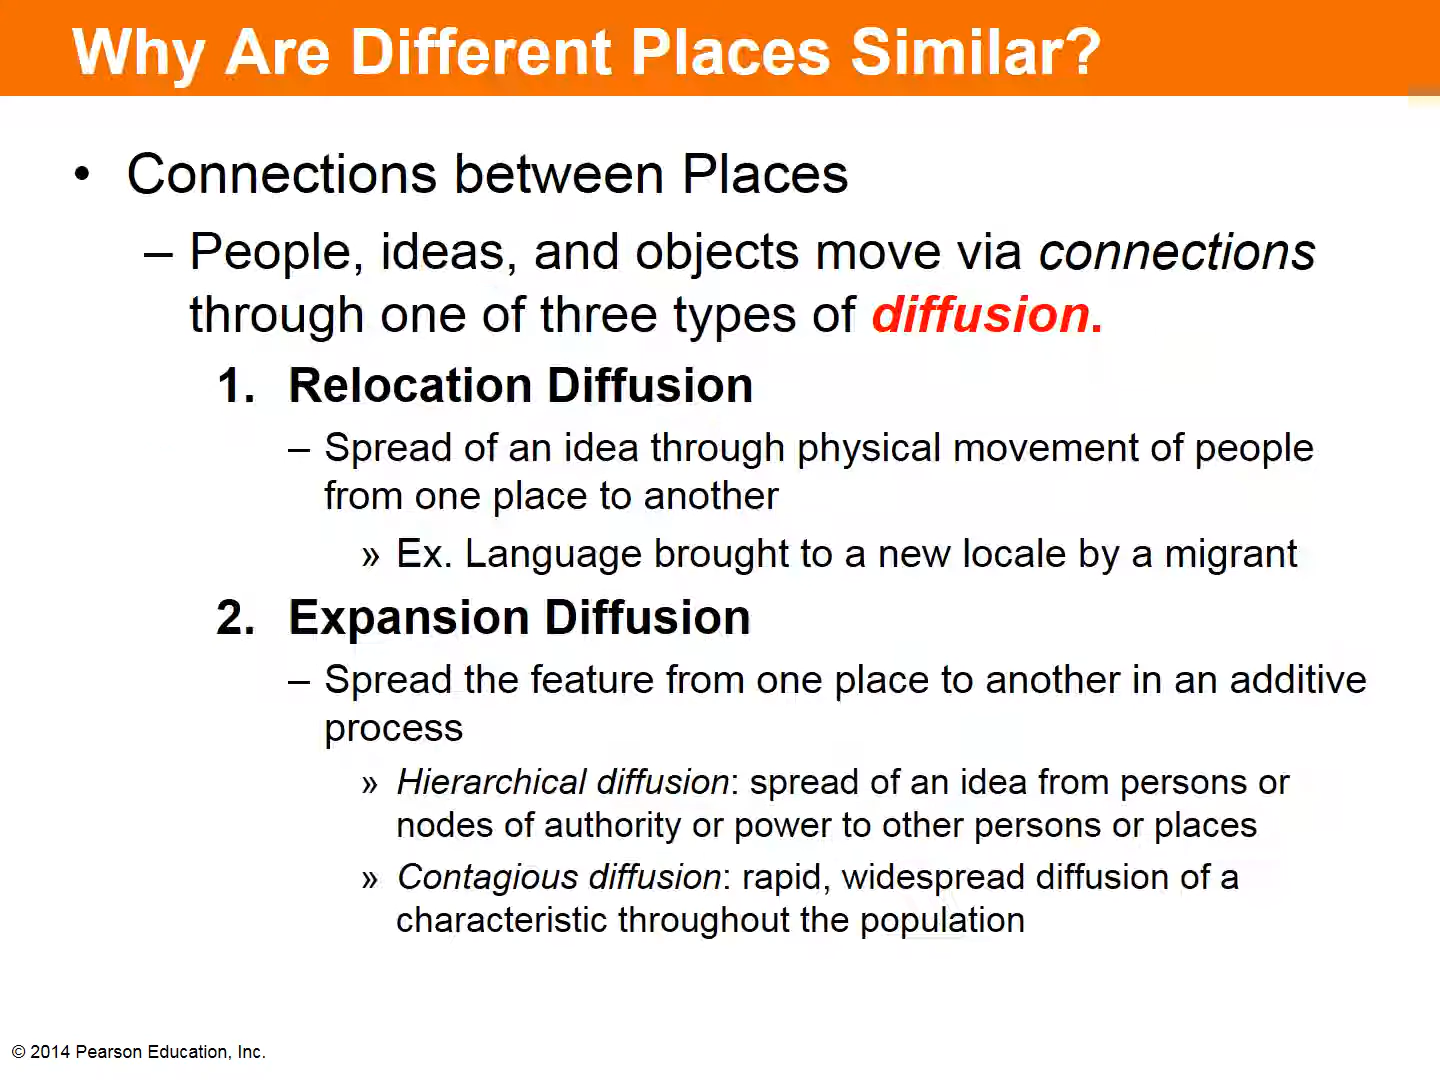 Why Are Different Places Similar?
• Connections between Places
– People, ideas, and objects move via connections
through one of three types of diffusion.
1. Relocation Diffusion
– Spread of an idea through physical movement of people
from one place to another
» Ex. Language brought to a new locale by a migrant
2. Expansion Diffusion
– Spread the feature from one place to another in an additive
process
» Hierarchical diffusion: spread of an idea from persons or
nodes of authority or power to other persons or places
» Contagious diffusion: rapid, widespread diffusion of a
characteristic throughout the population
© 2014 Pearson Education, Inc.